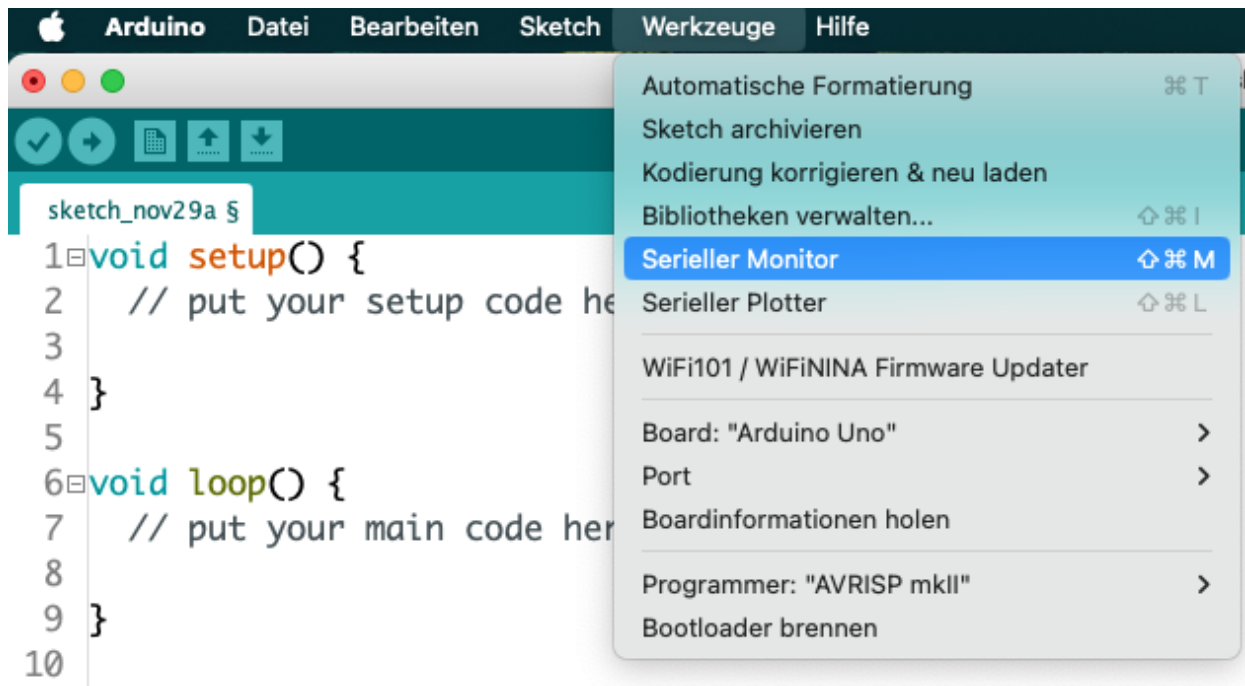 Arduino Datei Bearbeiten Sketch Werkzeuge Hilfe
Automatische Formatierung ⌘ T
Sketch archivieren
Kodierung korrigieren & neu laden
Bibliotheken verwalten... ⇧ ⌘ I
Serieller Monitor ⇧ ⌘ M
Serieller Plotter ⇧ ⌘ L
WiFi101 / WiFiNINA Firmware Updater
Board: "Arduino Uno"
Port
Boardinformationen holen
Programmer: "AVRISP mkII"
Bootloader brennen
sketch_nov29a §
1 void setup() {
2 // put your setup code he
3
4 }
5
6 void loop() {
7 // put your main code her
8
9 }
10